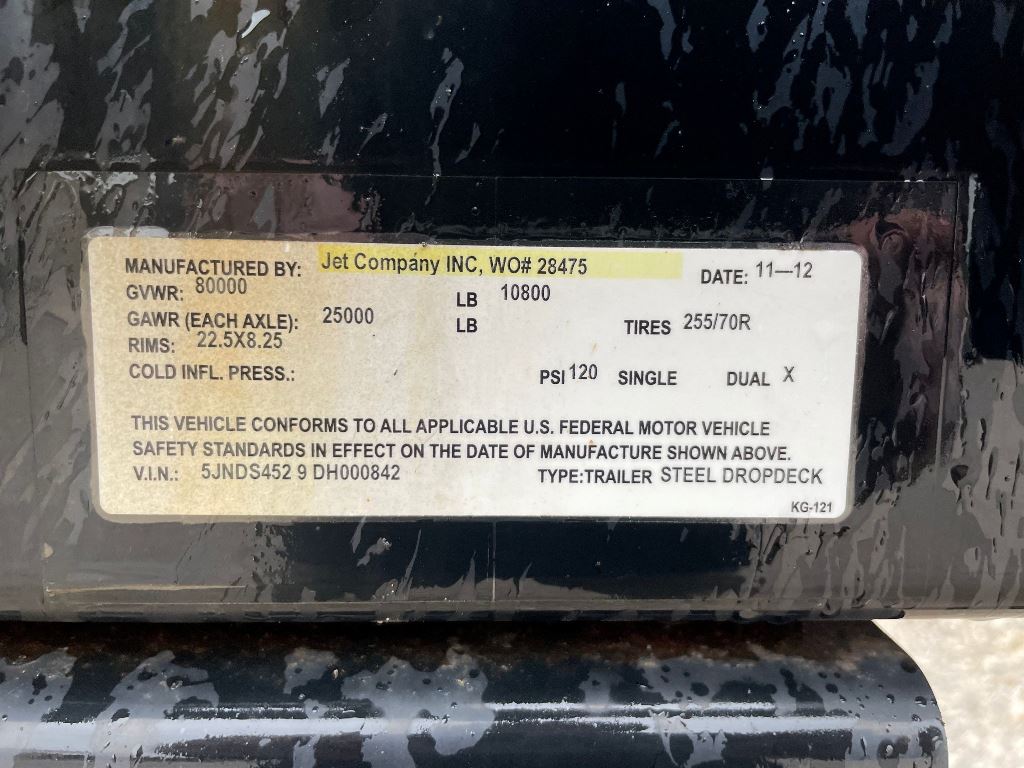 MANUFACTURED BY: Jet Company INC, WO# 28475 DATE: 11—12
GVWR: 80000 LB 10800
GAWR (EACH AXLE): 25000 LB TIRES 255/70R
RIMS: 22.5X8.25
COLD INFL. PRESS.: PSI 120 SINGLE DUAL X
THIS VEHICLE CONFORMS TO ALL APPLICABLE U.S. FEDERAL MOTOR VEHICLE
SAFETY STANDARDS IN EFFECT ON THE DATE OF MANUFACTURE SHOWN ABOVE.
V.I.N.: 5JNDS452 9 DH000842 TYPE:TRAILER STEEL DROPDECK
KG-121